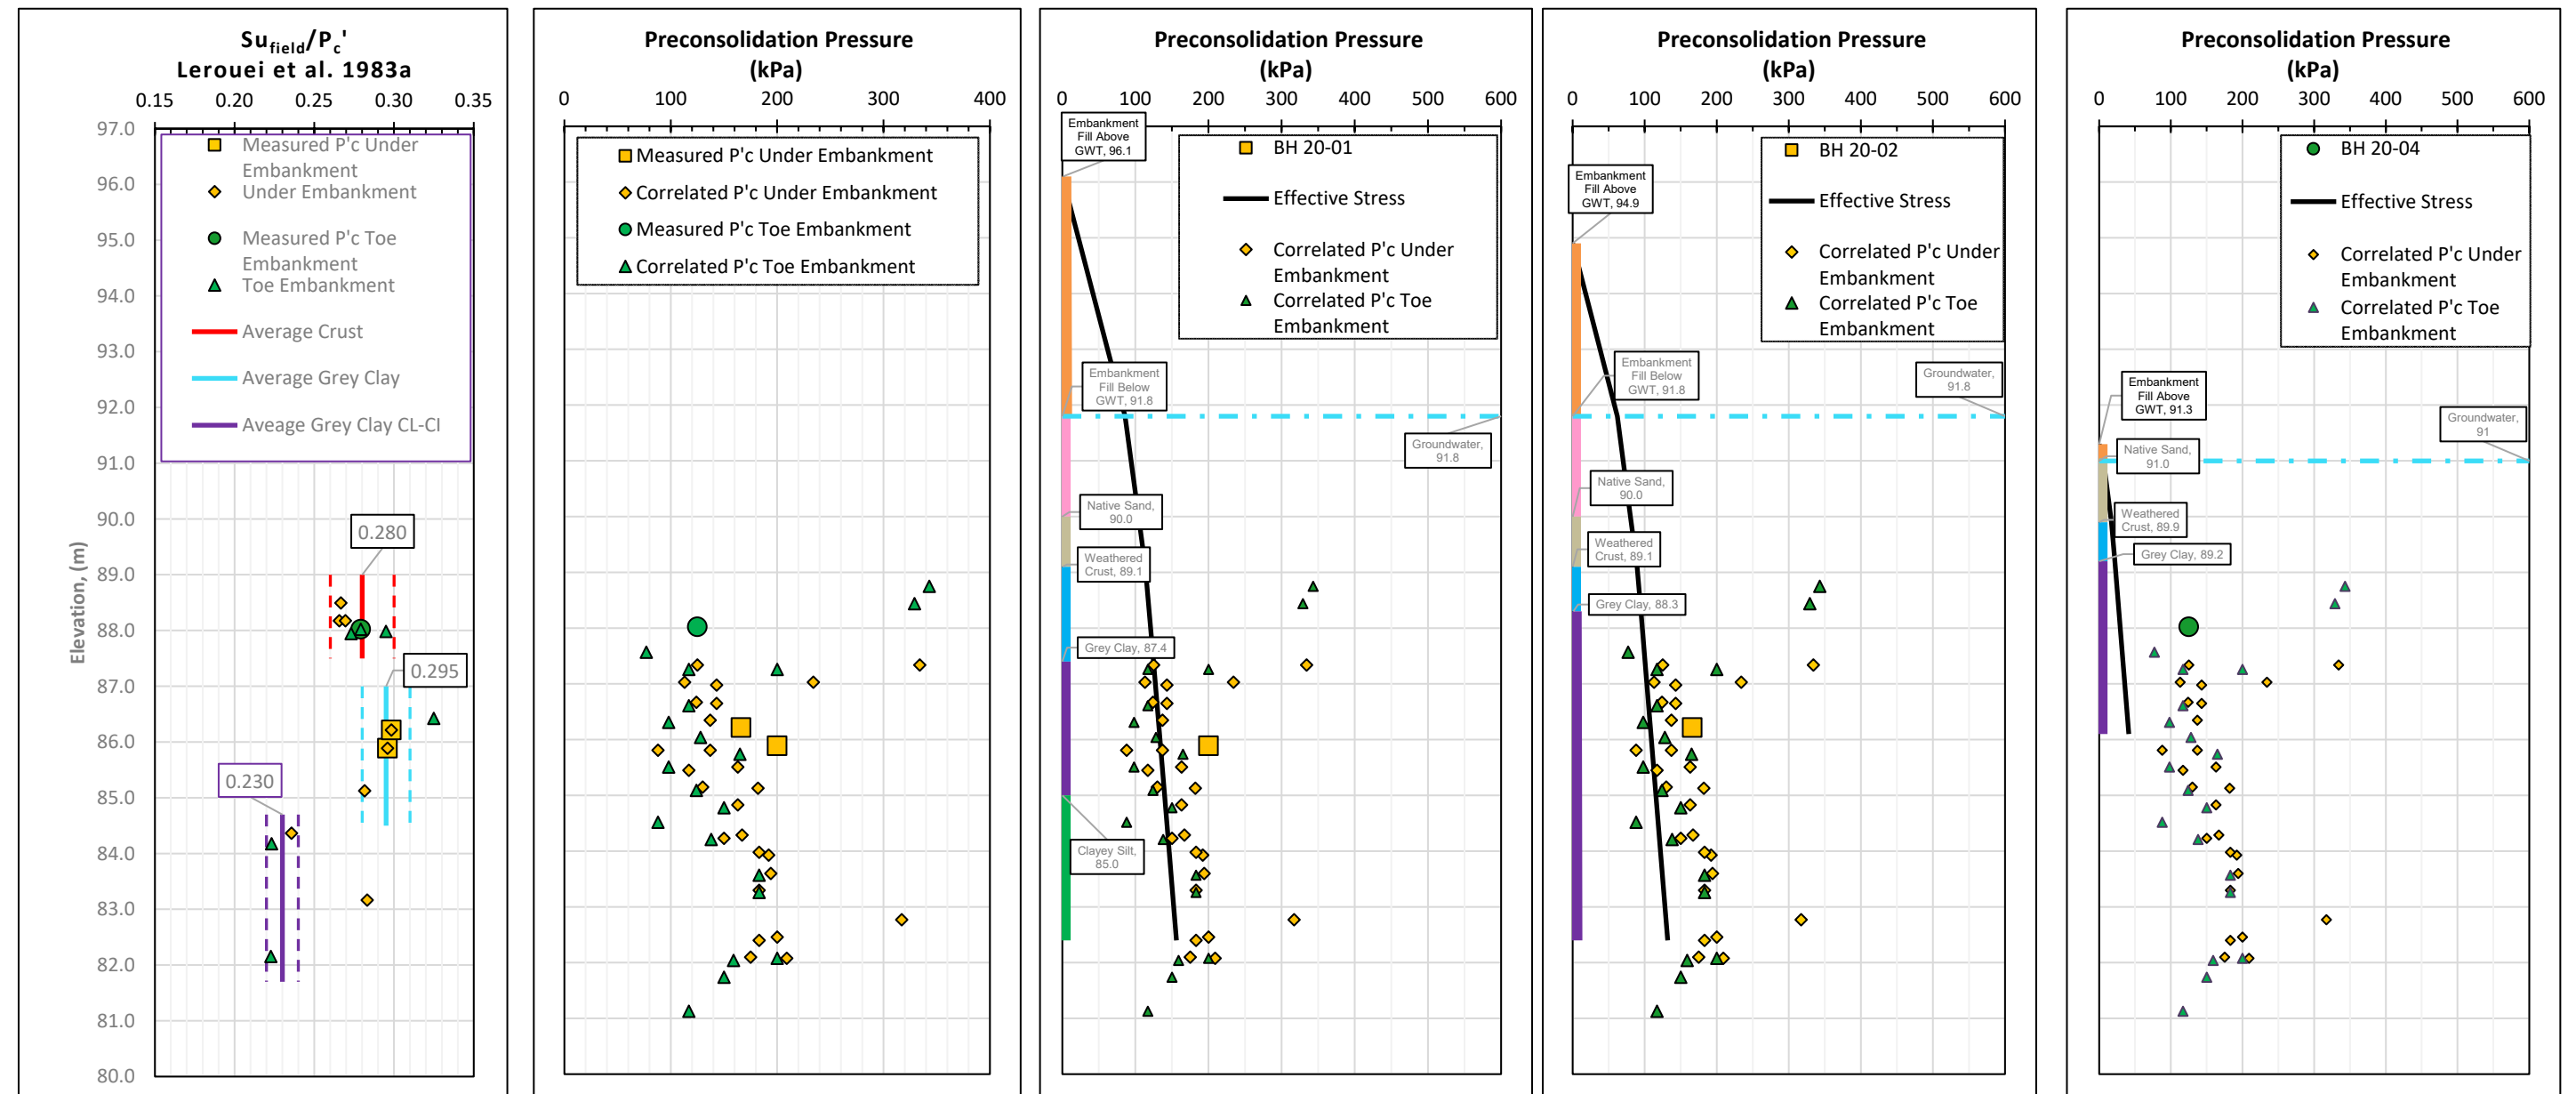 Su field/Pc'
Lerouei et al. 1983a
0.15 0.20 0.25 0.30 0.35
97.0
96.0
95.0
94.0
93.0
92.0
91.0
90.0
89.0
88.0
87.0
86.0
85.0
84.0
83.0
82.0
81.0
80.0
Elevation, (m)
Measured P'c Under
Embankment
Under Embankment
Measured P'c Toe
Embankment
Toe Embankment
Average Crust
Average Grey Clay
Aveage Grey Clay CL-CI
0.280
0.295
0.230
Preconsolidation Pressure
(kPa)
0 100 200 300 400
Measured P'c Under Embankment
Correlated P'c Under Embankment
Measured P'c Toe Embankment
Correlated P'c Toe Embankment
Preconsolidation Pressure
(kPa)
0 100 200 300 400 500 600
Embankment
Fill Above
GWT, 96.1
BH 20-01
Effective Stress
Correlated P'c Under
Embankment
Correlated P'c Toe
Embankment
Embankment
Fill Below
GWT, 91.8
Groundwater,
91.8
Native Sand,
90.0
Weathered
Crust, 89.1
Grey Clay, 87.4
Clayey Silt,
85.0
Preconsolidation Pressure
(kPa)
0 100 200 300 400 500 600
Embankment
Fill Above
GWT, 94.9
BH 20-02
Effective Stress
Correlated P'c Under
Embankment
Correlated P'c Toe
Embankment
Embankment
Fill Below
GWT, 91.8
Groundwater,
91.8
Native Sand,
90.0
Weathered
Crust, 89.1
Grey Clay, 88.3
Preconsolidation Pressure
(kPa)
0 100 200 300 400 500 600
BH 20-04
Effective Stress
Correlated P'c Under
Embankment
Correlated P'c Toe
Embankment
Embankment
Fill Above
GWT, 91.3
Groundwater,
91
Native Sand,
91.0
Weathered
Crust, 89.9
Grey Clay, 89.2